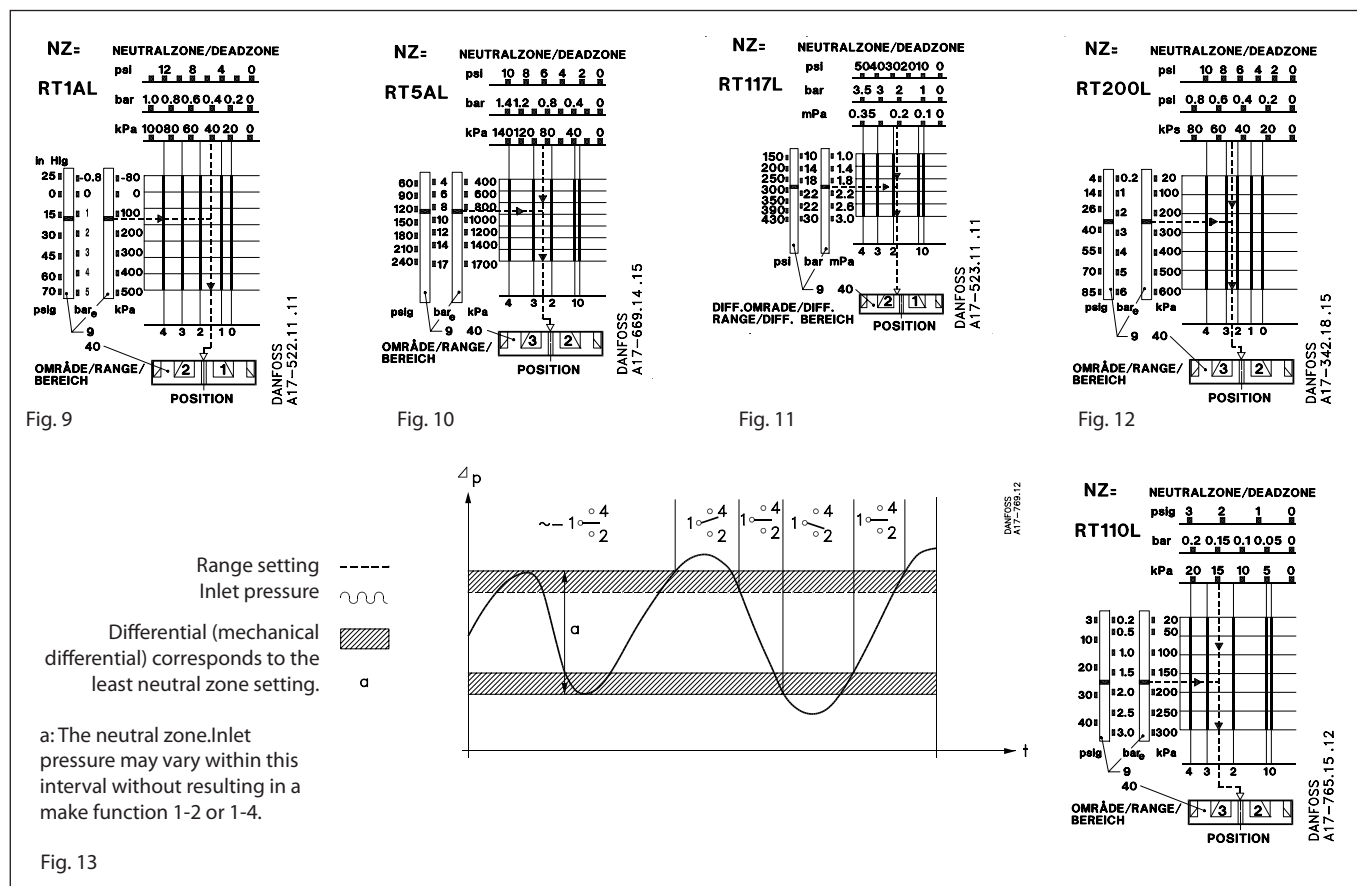 NZ= NEUTRALZONE/DEADZONE
RT1AL
psi 12 8 4 0
bar 1.0 0.8 0.6 0.4 0.2 0
kPa 100 80 60 40 20 0
in Hlg
25 -0.8 -80
0 0 0
15 1 100
30 2 200
45 3 300
60 4 400
70 5 500
psig bare kPa
4 3 2 1 0
9
40
OMRÅDE/RANGE/
BEREICH
2 1
POSITION
DANFOSS
A17-522.11.11
Fig. 9
NZ= NEUTRALZONE/DEADZONE
RT5AL
psi 10 8 6 4 2 0
bar 1.41.2 0.8 0.4 0
kPa 140120 80 40 0
60 4 400
90 6 600
120 8 800
150 10 1000
180 12 1200
210 14 1400
240 17 1700
4 3 2 10
psig bare kPa
9
40
OMRÅDE/RANGE/
BEREICH
3 2
POSITION
DANFOSS
A17-669.14.15
Fig. 10
NZ= NEUTRALZONE/DEADZONE
RT117L
psi 5040302010 0
bar 3.5 3 2 1 0
mPa 0.35 0.2 0.1 0
150 10 1.0
200 14 1.4
250 18 1.8
300 2.2
350 22
390 22 2.6
430 30 3.0
4 3 2 10
psi bar mPa
9
40
DIFF.OMRADE/DIFF.
RANGE/DIFF. BEREICH
2 1
POSITION
DANFOSS
A17-523.11.11
Fig. 11
NZ= NEUTRALZONE/DEADZONE
RT200L
psi 10 8 6 4 2 0
psi 0.8 0.6 0.4 0.2 0
kPs 80 60 40 20 0
4 0.2 20
14 1 100
26 2 200
40 3 300
55 4 400
70 5 500
85 6 600
psig bare kPa
4 3 2 1 0
9
40
OMRÅDE/RANGE/
BEREICH
3 2
POSITION
DANFOSS
A17-342.18.15
Fig. 12
Range setting
Inlet pressure
Differential (mechanical
differential) corresponds to the
least neutral zone setting. a
a: The neutral zone.Inlet
pressure may vary within this
interval without resulting in a
make function 1-2 or 1-4.
Fig. 13
⊿p
~– 1 4 2
1 4 2
1 4 2
1 4 2
1 4 2
a
t
DANFOSS
A17-769.12
NZ= NEUTRALZONE/DEADZONE
RT110L
psig 3 2 1 0
bar 0.2 0.15 0.1 0.05 0
kPa 20 15 10 5 0
3 0.2 20
0.5 50
10 1.0 100
20 1.5 150
30 2.0 200
2.5 250
40 3.0 300
psig bare kPa
4 3 2 10
9
40
OMRÅDE/RANGE/
BEREICH
3 2
POSITION
DANFOSS
A17-765.15.12